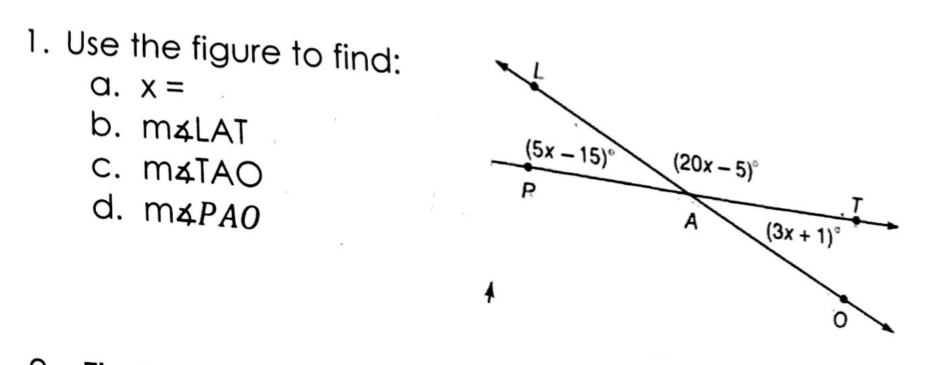 1. Use the figure to find:
a. x =
b. m∡LAT
c. m∡TAO
d. m∡PAO
L
(5x – 15)°
(20x – 5)°
P
A
T
(3x + 1)°
O